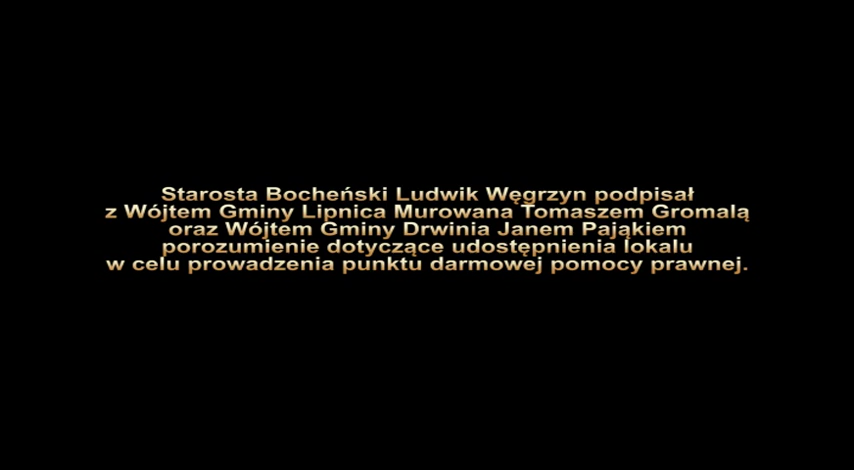 Starosta Bocheński Ludwik Węgrzyn podpisał
z Wójtem Gminy Lipnica Murowana Tomaszem Gromalą
oraz Wójtem Gminy Drwinia Janem Pająkiem
porozumienie dotyczące udostępnienia lokalu
w celu prowadzenia punktu darmowej pomocy prawnej.